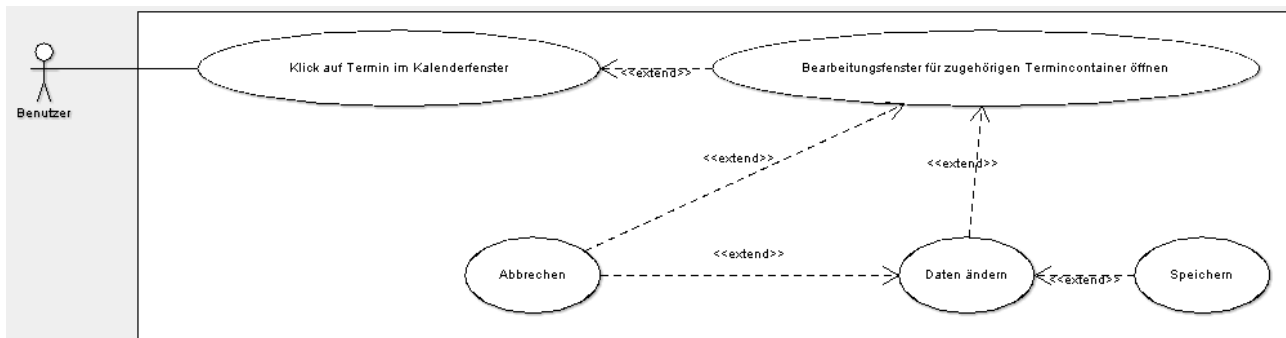 Klick auf Termin im Kalenderfenster
<<extend>>
Bearbeitungsfenster für zugehörigen Termincontainer öffnen
Benutzer
<<extend>>
<<extend>>
<<extend>>
Abbrechen
Daten ändern
<<extend>>
Speichern